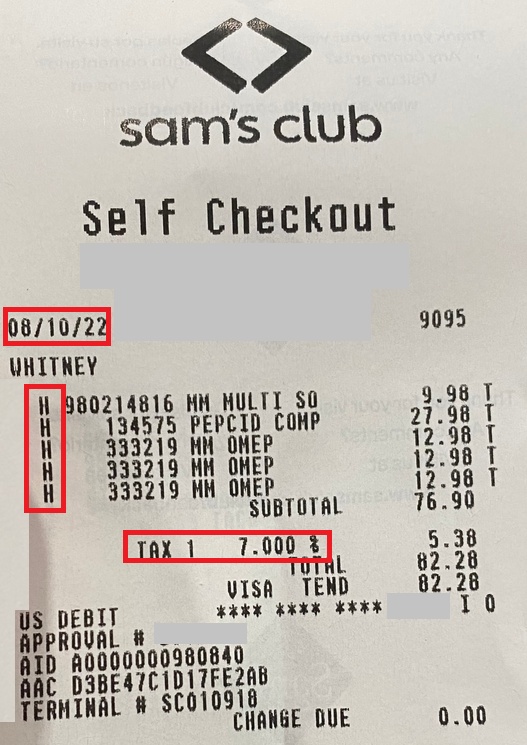 sam's club
Self Checkout
08/10/22 9095
WHITNEY
H 980214816 MM MULTI SO 9.98 T
H 134575 PEPCID COMP 27.98 T
H 333219 MM OMEP 12.98 T
H 333219 MM OMEP 12.98 T
H 333219 MM OMEP 12.98 T
SUBTOTAL 76.90
TAX 1 7.000 % 5.38
TOTAL 82.28
VISA TEND 82.28
US DEBIT **** **** **** I 0
APPROVAL #
AID A0000000980840
AAC D3BE47C1D17FE2AB
TERMINAL # SC010918
CHANGE DUE 0.00